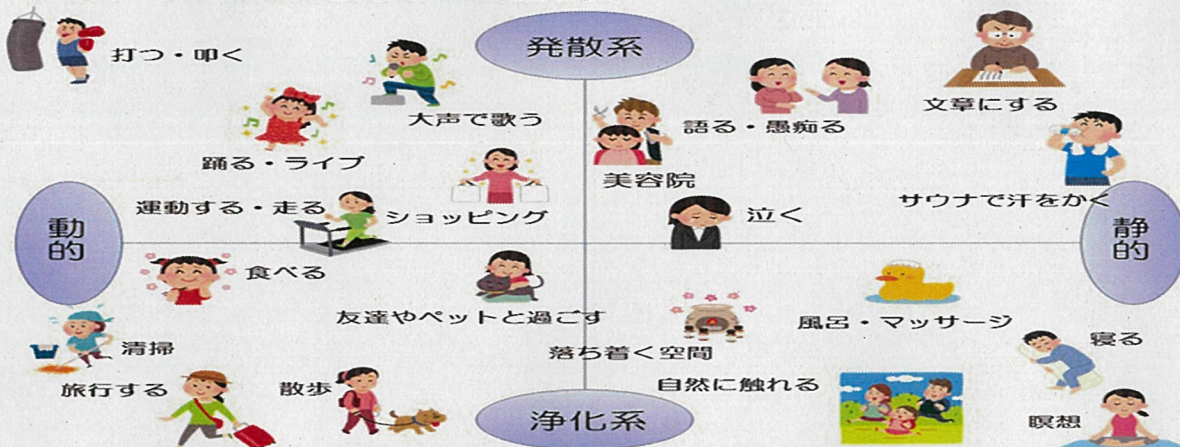 発散系
打つ・叩く
大声で歌う
踊る・ライブ
運動する・走る
ショッピング
美容院
語る・愚痴る
文章にする
サウナで汗をかく
泣く
動的
静的
食べる
友達やペットと過ごす
清掃
旅行する
散歩
落ち着く空間
風呂・マッサージ
自然に触れる
寝る
瞑想
浄化系